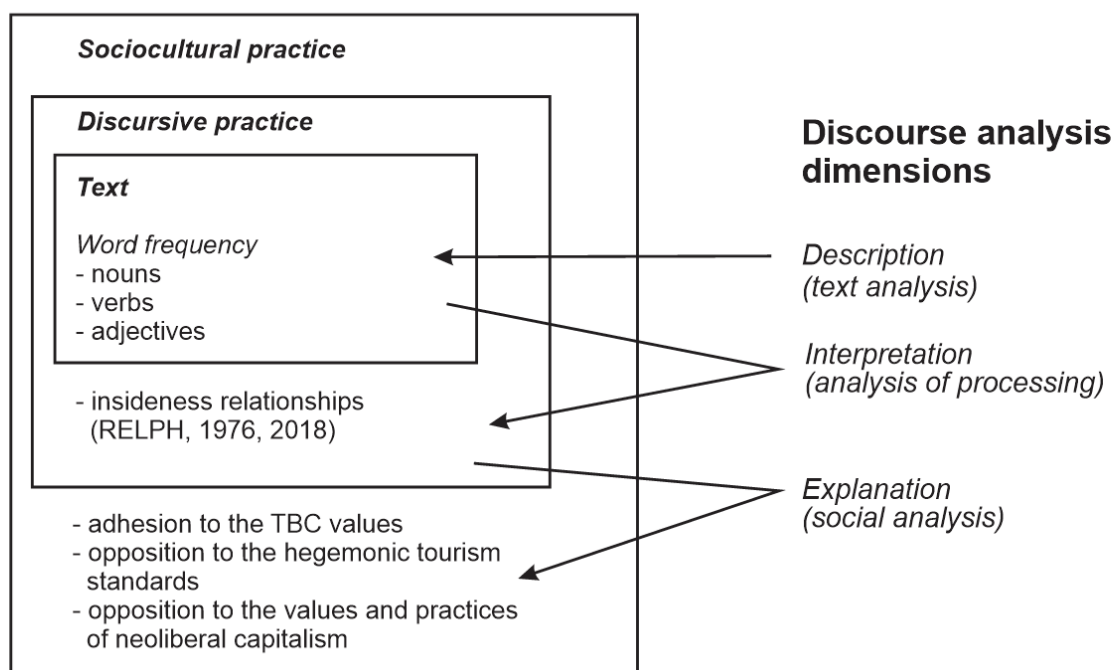 Sociocultural practice
Discursive practice
Text
Word frequency
- nouns
- verbs
- adjectives
- insideness relationships
(RELPH, 1976, 2018)
- adhesion to the TBC values
- opposition to the hegemonic tourism
standards
- opposition to the values and practices
of neoliberal capitalism
Discourse analysis
dimensions
Description
(text analysis)
Interpretation
(analysis of processing)
Explanation
(social analysis)